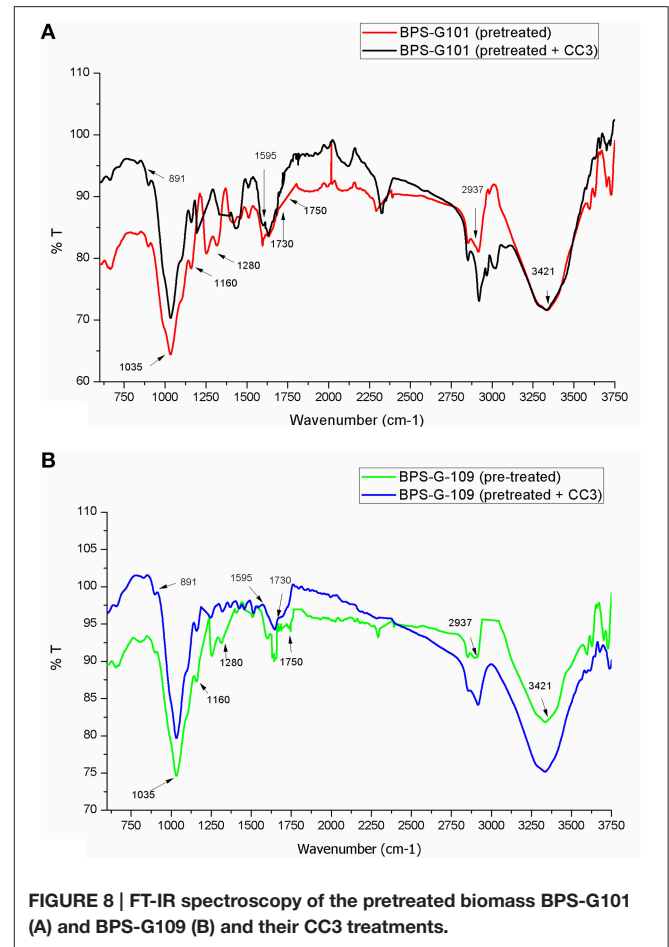 A
BPS-G101 (pretreated)
BPS-G101 (pretreated + CC3)
110
100
90
80
70
60
% T
891
1595
1750
1730
2937
1280
1160
3421
1035
750 1000 1250 1500 1750 2000 2250 2500 2750 3000 3250 3500 3750
Wavenumber (cm-1)
B
BPS-G-109 (pre-treated)
BPS-G-109 (pretreated + CC3)
110
105
100
95
90
85
80
75
70
% T
891
1595
1730
2937
1280
1750
1160
3421
1035
750 1000 1250 1500 1750 2000 2250 2500 2750 3000 3250 3500 3750
Wavenumber (cm-1)
FIGURE 8 | FT-IR spectroscopy of the pretreated biomass BPS-G101
(A) and BPS-G109 (B) and their CC3 treatments.